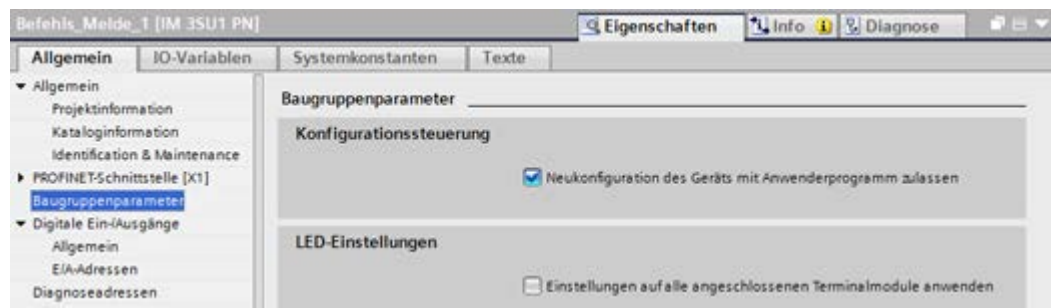 Befehls_Melde_1 [IM 3SU1 PN]
Eigenschaften Info Diagnose
Allgemein IO-Variablen Systemkonstanten Texte
Allgemein
Projektinformation
Kataloginformation
Identification & Maintenance
PROFINET-Schnittstelle [X1]
Baugruppenparameter
Digitale Ein-/Ausgänge
Allgemein
E/A-Adressen
Diagnoseadressen
Baugruppenparameter
Konfigurationssteuerung
Neukonfiguration des Geräts mit Anwenderprogramm zulassen
LED-Einstellungen
Einstellungen auf alle angeschlossenen Terminalmodule anwenden